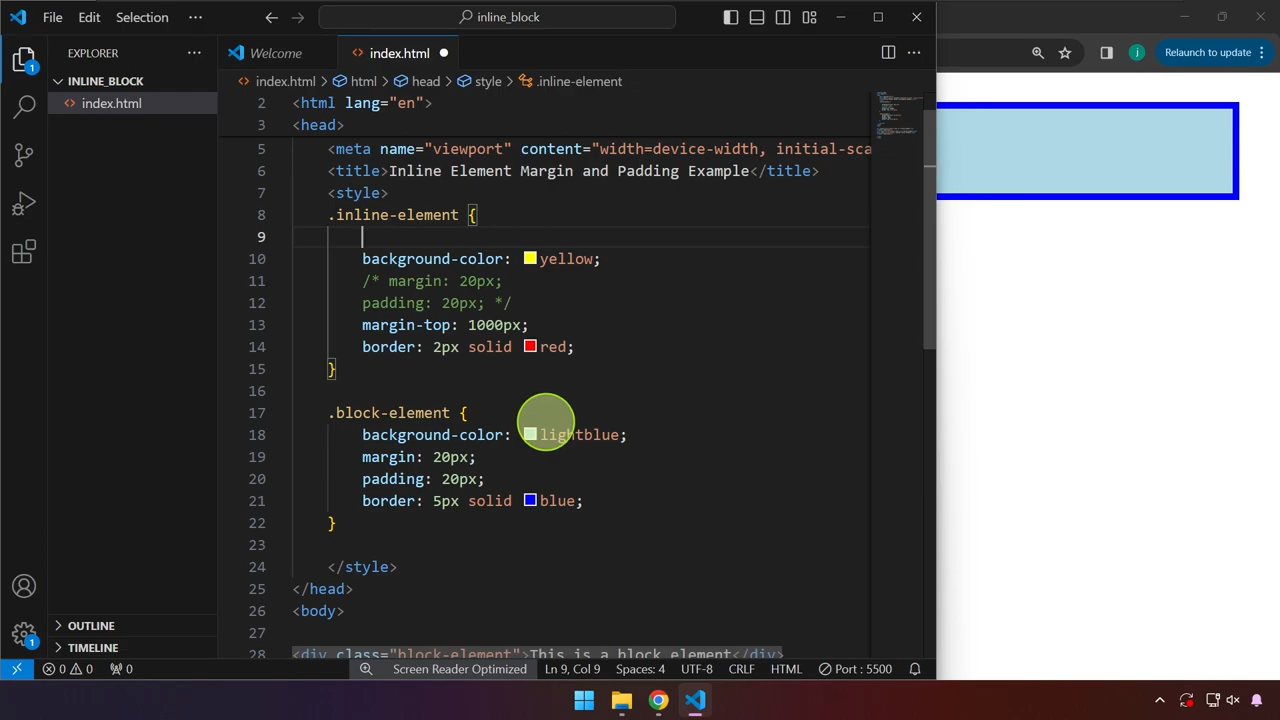 File Edit Selection ··· inline_block
Relaunch to update
j
EXPLORER ···
Welcome
index.html
INLINE_BLOCK
index.html
index.html > html > head > style > .inline-element
2 <html lang="en">
3 <head>
5 <meta name="viewport" content="width=device-width, initial-sca
6 <title>Inline Element Margin and Padding Example</title>
7 <style>
8 .inline-element {
9
10 background-color: yellow;
11 /* margin: 20px;
12 padding: 20px; */
13 margin-top: 1000px;
14 border: 2px solid red;
15 }
16
17 .block-element {
18 background-color: lightblue;
19 margin: 20px;
20 padding: 20px;
21 border: 5px solid blue;
22 }
23
24 </style>
25 </head>
26 <body>
27
28 <div class="block-element">This is a block element</div>
OUTLINE
TIMELINE
1
1
0 0 0 Screen Reader Optimized Ln 9, Col 9 Spaces: 4 UTF-8 CRLF HTML Port : 5500